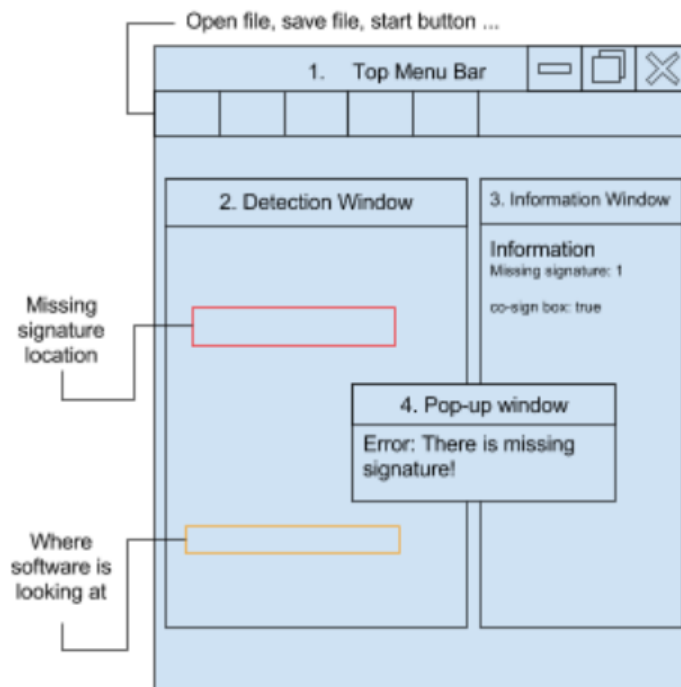 Open file, save file, start button ...
1. Top Menu Bar
2. Detection Window
3. Information Window
Information
Missing signature: 1
co-sign box: true
Missing
signature
location
4. Pop-up window
Error: There is missing
signature!
Where
software is
looking at